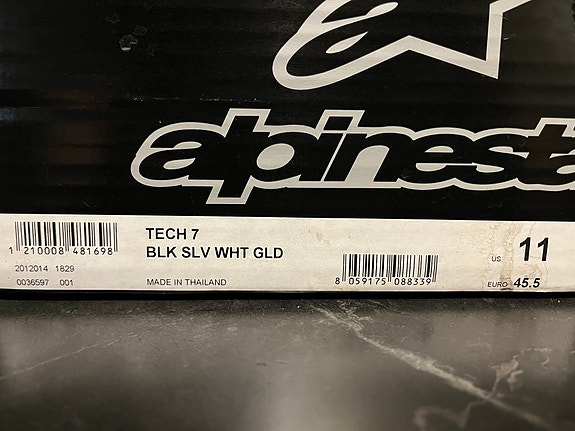 alpinesta
1 210008 481698
TECH 7
BLK SLV WHT GLD
2012014 1829
0036597 001
MADE IN THAILAND
8 059175 088339
US 11
EURO 45.5